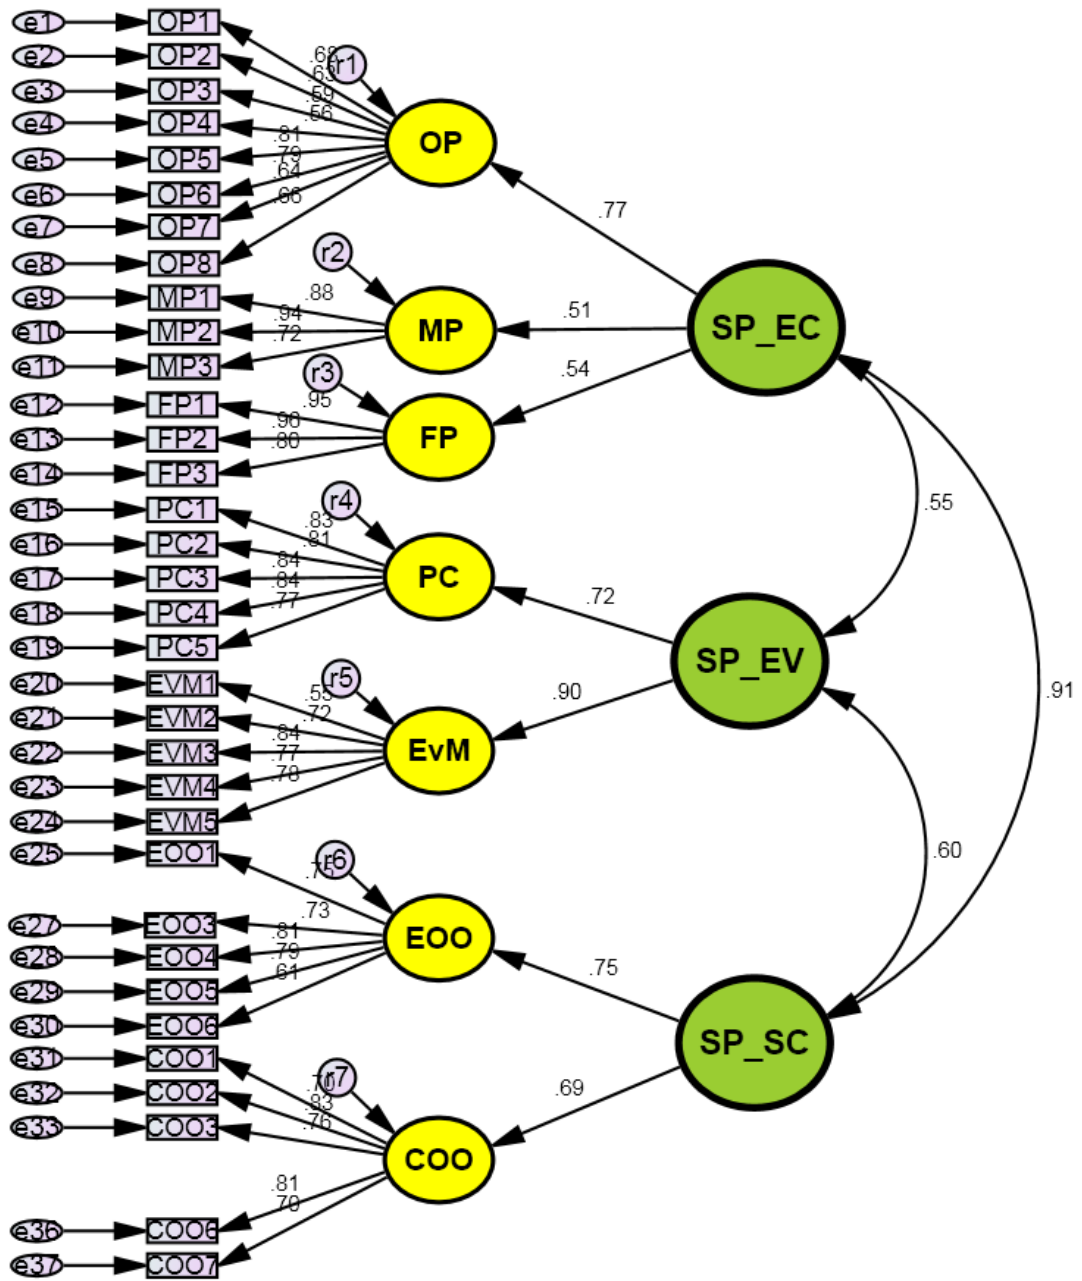 e1 OP1
e2 OP2
e3 OP3
e4 OP4
e5 OP5
e6 OP6
e7 OP7
e8 OP8
.68
.63
.59
.56
.81
.79
.64
.66
r1
OP
.77
e9 MP1
e10 MP2
e11 MP3
.88
.94
.72
r2
MP
.51
SP_EC
e12 FP1
e13 FP2
e14 FP3
.95
.96
.80
r3
FP
.54
e15 PC1
e16 PC2
e17 PC3
e18 PC4
e19 PC5
.83
.81
.84
.84
.77
r4
PC
.72
.55
SP_EV
.91
e20 EVM1
e21 EVM2
e22 EVM3
e23 EVM4
e24 EVM5
.72
.84
.77
.78
r5
EvM
.90
e25 EOO1
e27 EOO3
e28 EOO4
e29 EOO5
e30 EOO6
.75
.73
.81
.79
.61
r6
EOO
.75
.60
SP_SC
e31 COO1
e32 COO2
e33 COO3
e36 COO6
e37 COO7
.70
.83
.76
.81
.70
r7
COO
.69